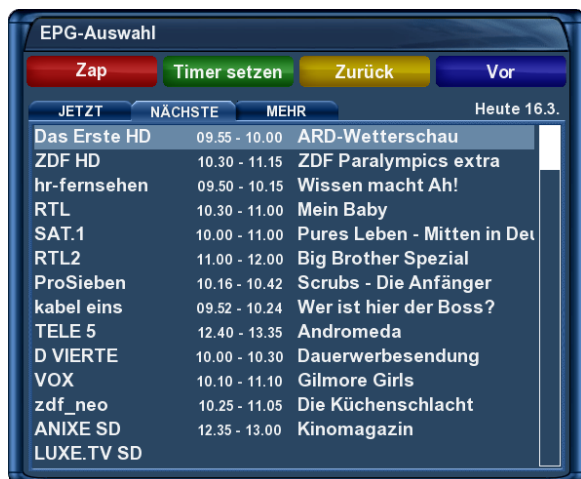 EPG-Auswahl
Zap Timer setzen Zurück Vor
JETZT NÄCHSTE MEHR Heute 16.3.
Das Erste HD 09.55 - 10.00 ARD-Wetterschau
ZDF HD 10.30 - 11.15 ZDF Paralympics extra
hr-fernsehen 09.50 - 10.15 Wissen macht Ah!
RTL 10.30 - 11.00 Mein Baby
SAT.1 10.00 - 11.00 Pures Leben - Mitten in Deu
RTL2 11.00 - 12.00 Big Brother Spezial
ProSieben 10.16 - 10.42 Scrubs - Die Anfänger
kabel eins 09.52 - 10.24 Wer ist hier der Boss?
TELE 5 12.40 - 13.35 Andromeda
D VIERTE 10.00 - 10.30 Dauerwerbesendung
VOX 10.10 - 11.10 Gilmore Girls
zdf_neo 10.25 - 11.05 Die Küchenschlacht
ANIXE SD 12.35 - 13.00 Kinomagazin
LUXE.TV SD